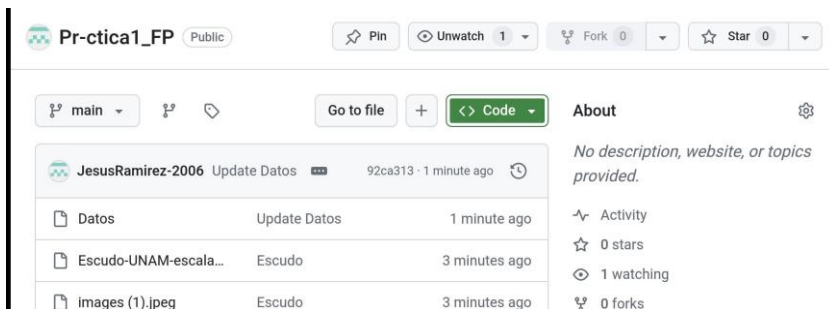 Pr-ctica1_FP Public Pin Unwatch 1 Fork 0 Star 0
main Go to file + <> Code
JesusRamirez-2006 Update Datos ... 92ca313 · 1 minute ago
Datos Update Datos 1 minute ago
Escudo-UNAM-escala... Escudo 3 minutes ago
images (1).jpeg Escudo 3 minutes ago
About
No description, website, or topics
provided.
Activity
0 stars
1 watching
0 forks